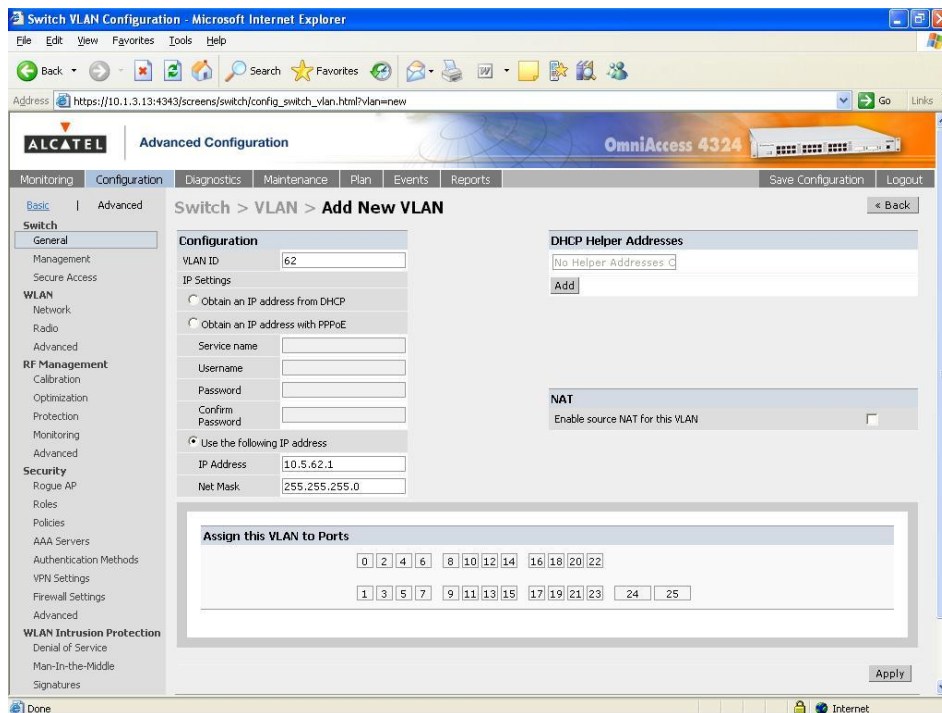 Switch VLAN Configuration - Microsoft Internet Explorer
File Edit View Favorites Tools Help
Back Search Favorites
Address https://10.1.3.13:4343/screens/switch/config_switch_vlan.html?vlan=new Go Links
ALCATEL Advanced Configuration OmniAccess 4324
Monitoring Configuration Diagnostics Maintenance Plan Events Reports Save Configuration Logout
Basic | Advanced
Switch > VLAN > Add New VLAN
« Back
Switch
General
Management
Secure Access
WLAN
Network
Radio
Advanced
RF Management
Calibration
Optimization
Protection
Monitoring
Advanced
Security
Rogue AP
Roles
Policies
AAA Servers
Authentication Methods
VPN Settings
Firewall Settings
Advanced
WLAN Intrusion Protection
Denial of Service
Man-In-the-Middle
Signatures
Configuration
VLAN ID 62
IP Settings
Obtain an IP address from DHCP
Obtain an IP address with PPPoE
Service name
Username
Password
Confirm
Password
Use the following IP address
IP Address 10.5.62.1
Net Mask 255.255.255.0
DHCP Helper Addresses
No Helper Addresses C
Add
NAT
Enable source NAT for this VLAN
Assign this VLAN to Ports
0 2 4 6 8 10 12 14 16 18 20 22
1 3 5 7 9 11 13 15 17 19 21 23 24 25
Apply
Done Internet